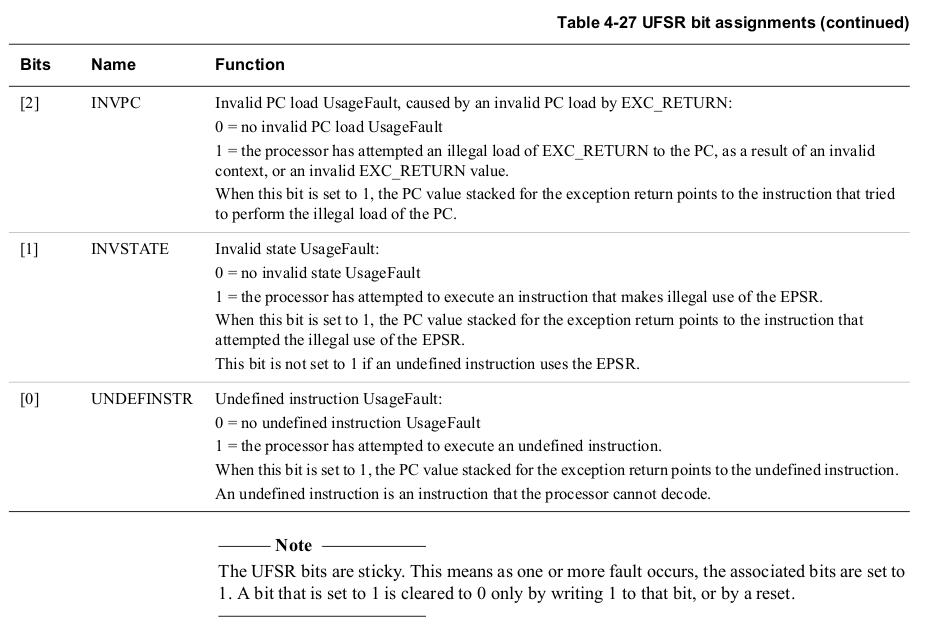 Table 4-27 UFSR bit assignments (continued)
Bits Name Function
[2] INVPC Invalid PC load UsageFault, caused by an invalid PC load by EXC_RETURN:
0 = no invalid PC load UsageFault
1 = the processor has attempted an illegal load of EXC_RETURN to the PC, as a result of an invalid
context, or an invalid EXC_RETURN value.
When this bit is set to 1, the PC value stacked for the exception return points to the instruction that tried
to perform the illegal load of the PC.
[1] INVSTATE Invalid state UsageFault:
0 = no invalid state UsageFault
1 = the processor has attempted to execute an instruction that makes illegal use of the EPSR.
When this bit is set to 1, the PC value stacked for the exception return points to the instruction that
attempted the illegal use of the EPSR.
This bit is not set to 1 if an undefined instruction uses the EPSR.
[0] UNDEFINSTR Undefined instruction UsageFault:
0 = no undefined instruction UsageFault
1 = the processor has attempted to execute an undefined instruction.
When this bit is set to 1, the PC value stacked for the exception return points to the undefined instruction.
An undefined instruction is an instruction that the processor cannot decode.
Note
The UFSR bits are sticky. This means as one or more fault occurs, the associated bits are set to
1. A bit that is set to 1 is cleared to 0 only by writing 1 to that bit, or by a reset.